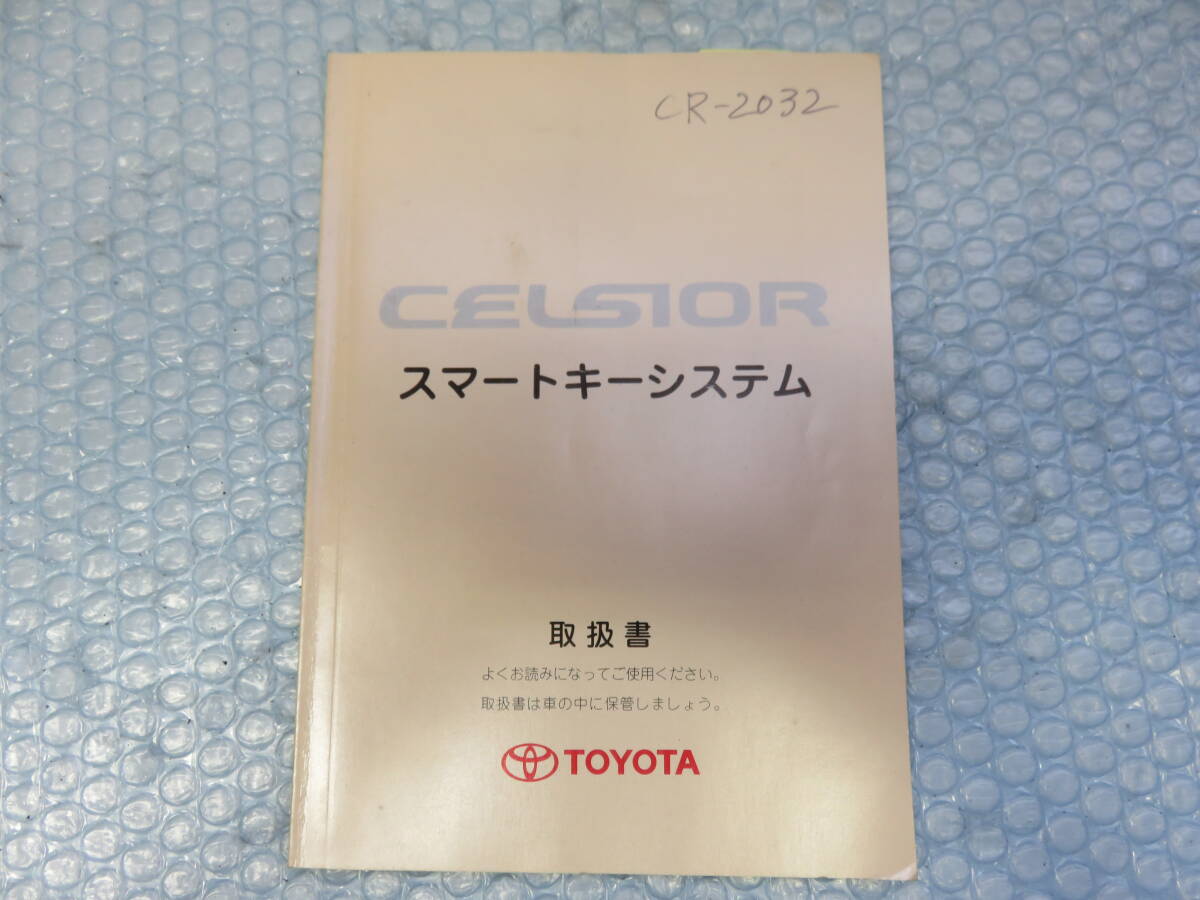 CR-2032
CELSIOR
スマートキーシステム
取扱書
よくお読みになってご使用ください。
取扱書は車の中に保管しましょう。
TOYOTA